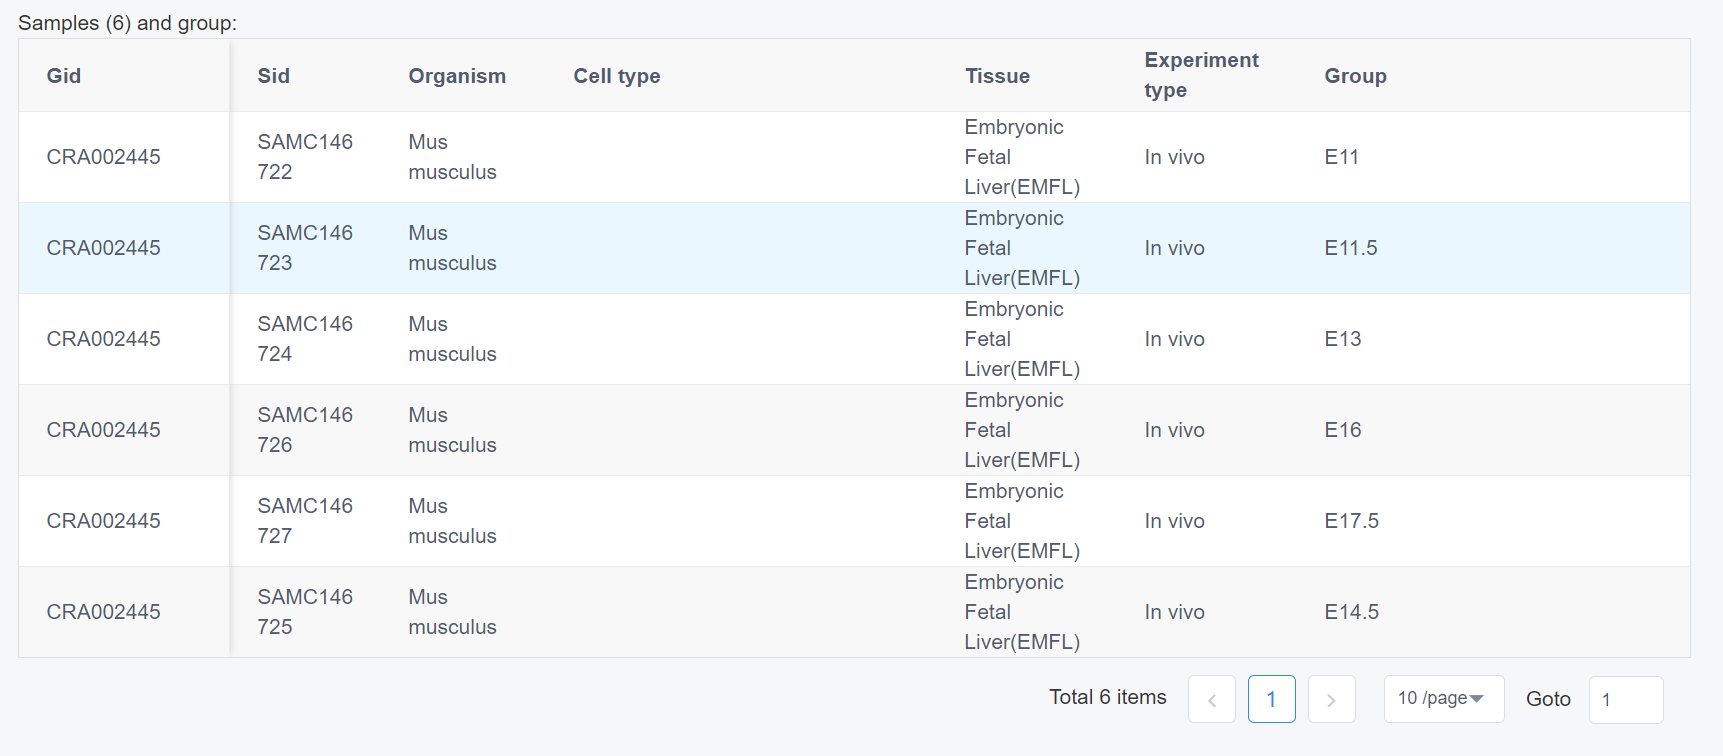 Samples (6) and group:
Gid Sid Organism Cell type Tissue Experiment type Group
CRA002445 SAMC146722 Mus musculus Embryonic Fetal Liver(EMFL) In vivo E11
CRA002445 SAMC146723 Mus musculus Embryonic Fetal Liver(EMFL) In vivo E11.5
CRA002445 SAMC146724 Mus musculus Embryonic Fetal Liver(EMFL) In vivo E13
CRA002445 SAMC146726 Mus musculus Embryonic Fetal Liver(EMFL) In vivo E16
CRA002445 SAMC146727 Mus musculus Embryonic Fetal Liver(EMFL) In vivo E17.5
CRA002445 SAMC146725 Mus musculus Embryonic Fetal Liver(EMFL) In vivo E14.5
Total 6 items < 1 > 10 /page Goto 1